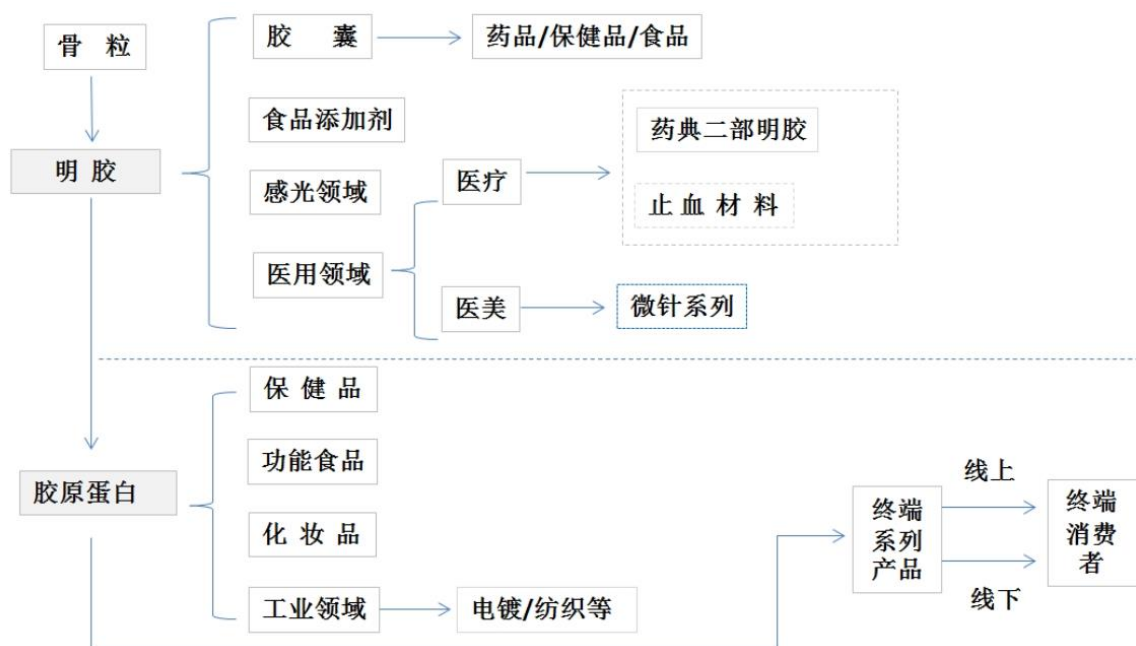 骨 粒
胶 囊
药品/保健品/食品
食品添加剂
药典二部明胶
明 胶
医疗
感光领域
止 血 材 料
医用领域
医美
微针系列
保 健 品
功能食品
胶原蛋白
线上
终端
系列
产品
终端
消费
者
化 妆 品
线下
工业领域
电镀/纺织等